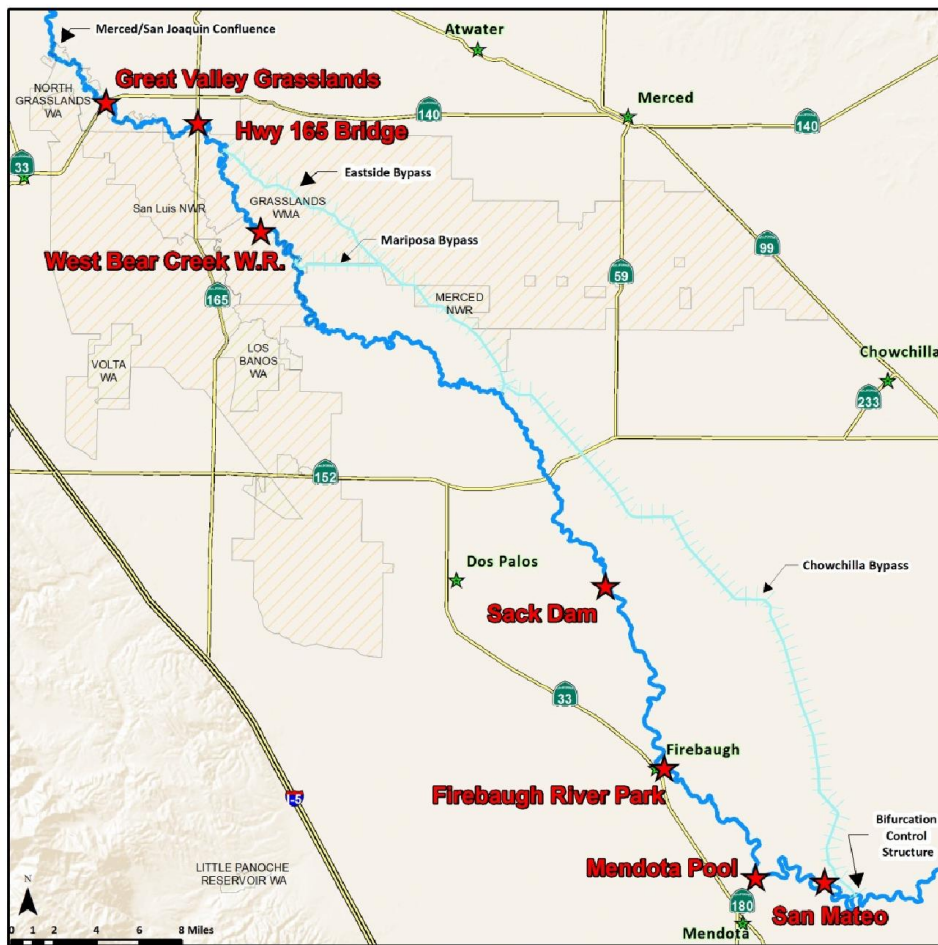 Merced/San Joaquin Confluence
Atwater
Great Valley Grasslands
NORTH
GRASSLANDS
WA
Merced
140
140
Hwy 165 Bridge
33
Eastside Bypass
San Luis NWR
GRASSLANDS
WMA
West Bear Creek W.R.
Mariposa Bypass
99
59
165
MERCED
NWR
VOLTA
WA
LOS
BANOS
WA
Chowchilla
233
152
Dos Palos
Chowchilla Bypass
Sack Dam
33
Firebaugh
Firebaugh River Park
I-5
Bifurcation
Control
Structure
LITTLE PANOCHE
RESERVOIR WA
Mendota Pool
San Mateo
180
Mendota
N
0 1 2 4 6 8 Miles